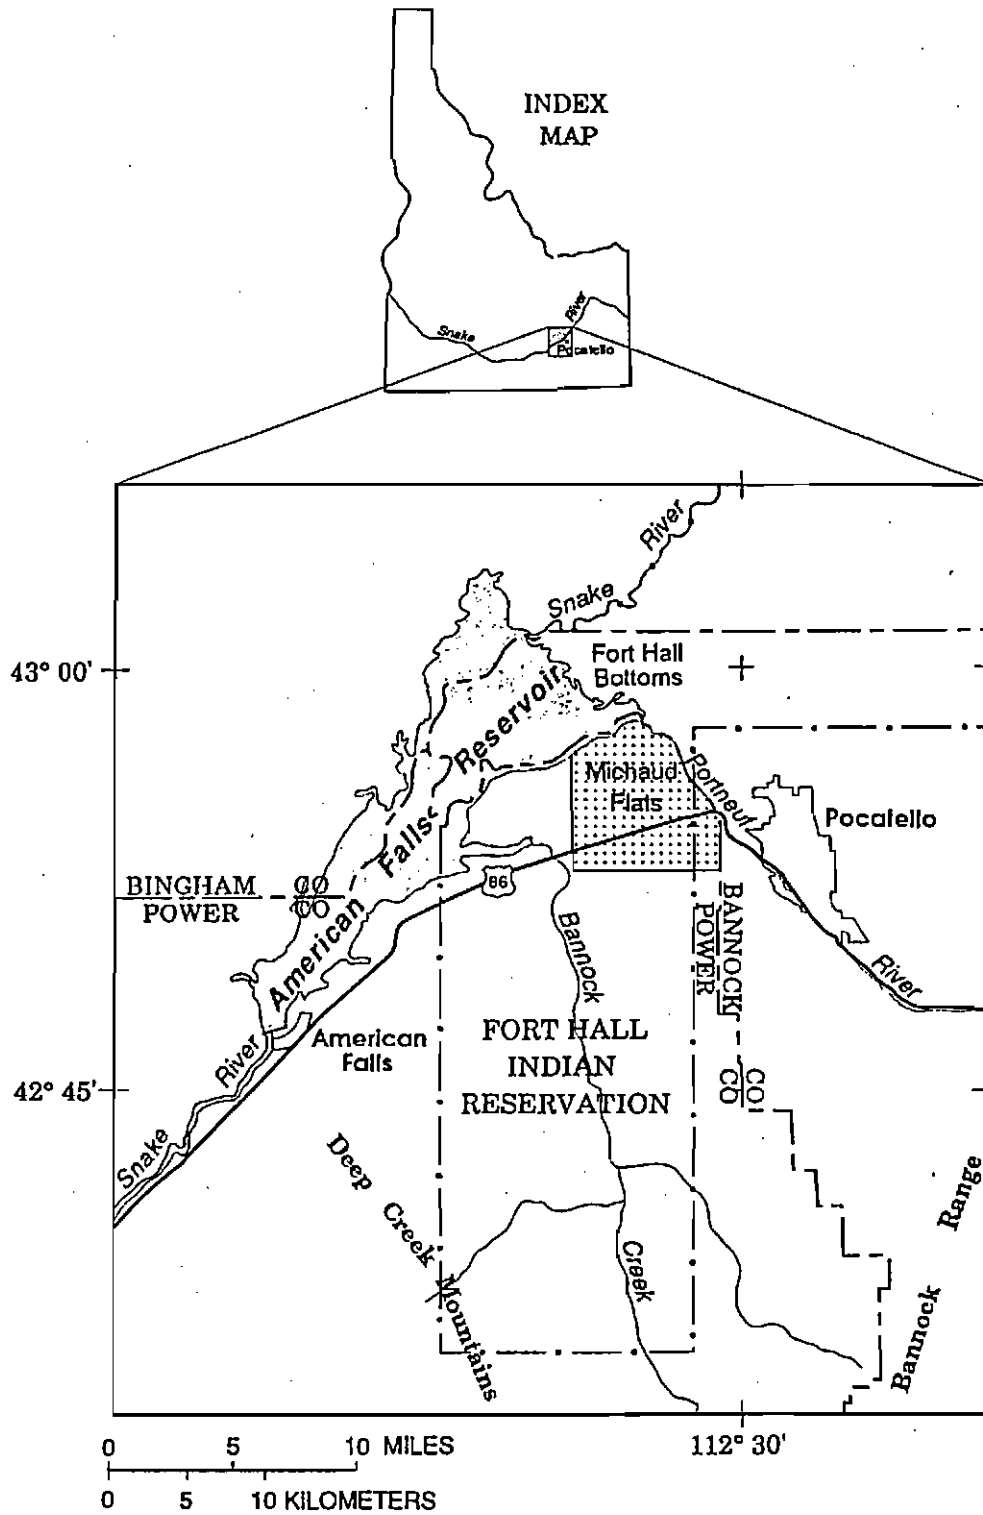 INDEX
MAP
Snake
River
Pocatello
River
Snake
43° 00'
Fort Hall
Bottoms
Reservoir
Michaud
Flats
Portneuf
Pocatello
Falls
86
BINGHAM CO
POWER CO
American
BANNOCK
POWER
Bannock
River
American
Falls
FORT HALL
INDIAN
RESERVATION
River
42° 45'
CO
CO
Snake
Deep
Creek
Mountains
Creek
Range
Bannock
0 5 10 MILES
112° 30'
0 5 10 KILOMETERS